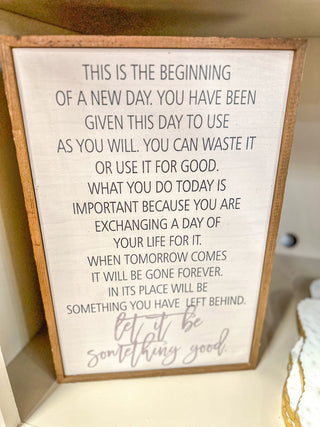 THIS IS THE BEGINNING
OF A NEW DAY. YOU HAVE BEEN
GIVEN THIS DAY TO USE
AS YOU WILL. YOU CAN WASTE IT
OR USE IT FOR GOOD.
WHAT YOU DO TODAY IS
IMPORTANT BECAUSE YOU ARE
EXCHANGING A DAY OF
YOUR LIFE FOR IT.
WHEN TOMORROW COMES
IT WILL BE GONE FOREVER.
IN ITS PLACE WILL BE
SOMETHING YOU HAVE LEFT BEHIND.
let it be
something good.